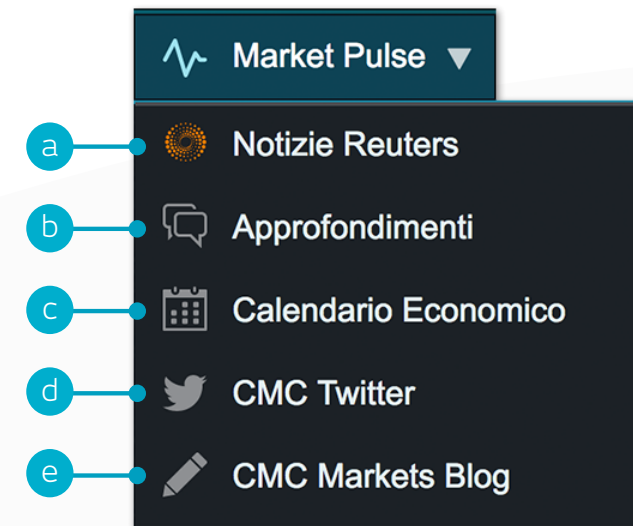 Market Pulse
a Notizie Reuters
b Approfondimenti
c Calendario Economico
d CMC Twitter
e CMC Markets Blog